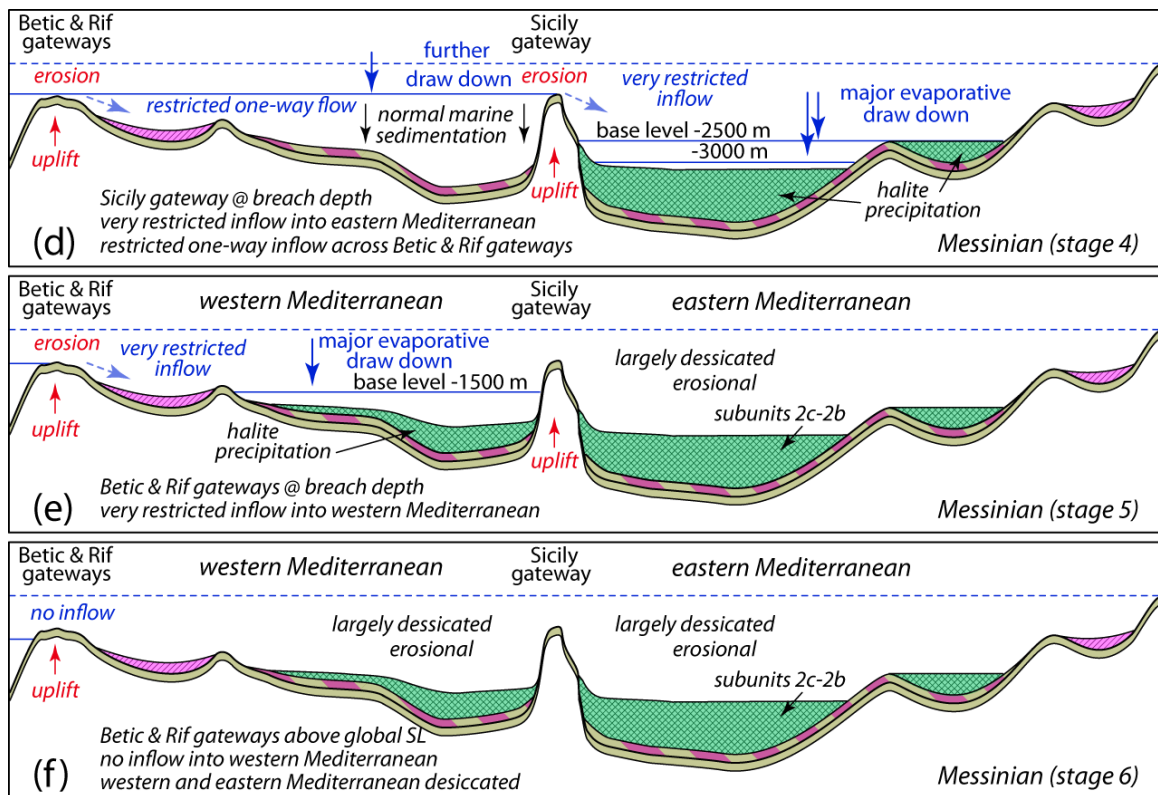 Betic & Rif
gateways
Sicily
gateway
further
draw down
erosion
restricted one-way flow
normal marine
sedimentation
erosion
very restricted
inflow
major evaporative
draw down
base level -2500 m
-3000 m
uplift
uplift
halite
precipitation
Sicily gateway @ breach depth
very restricted inflow into eastern Mediterranean
restricted one-way inflow across Betic & Rif gateways
(d)
Messinian (stage 4)
Betic & Rif
gateways
western Mediterranean
Sicily
gateway
eastern Mediterranean
erosion
very restricted
inflow
major evaporative
draw down
base level -1500 m
largely dessicated
erosional
subunits 2c-2b
uplift
halite
precipitation
uplift
Betic & Rif gateways @ breach depth
very restricted inflow into western Mediterranean
(e)
Messinian (stage 5)
Betic & Rif
gateways
western Mediterranean
Sicily
gateway
eastern Mediterranean
no inflow
largely dessicated
erosional
largely dessicated
erosional
subunits 2c-2b
uplift
Betic & Rif gateways above global SL
no inflow into western Mediterranean
western and eastern Mediterranean desiccated
(f)
Messinian (stage 6)